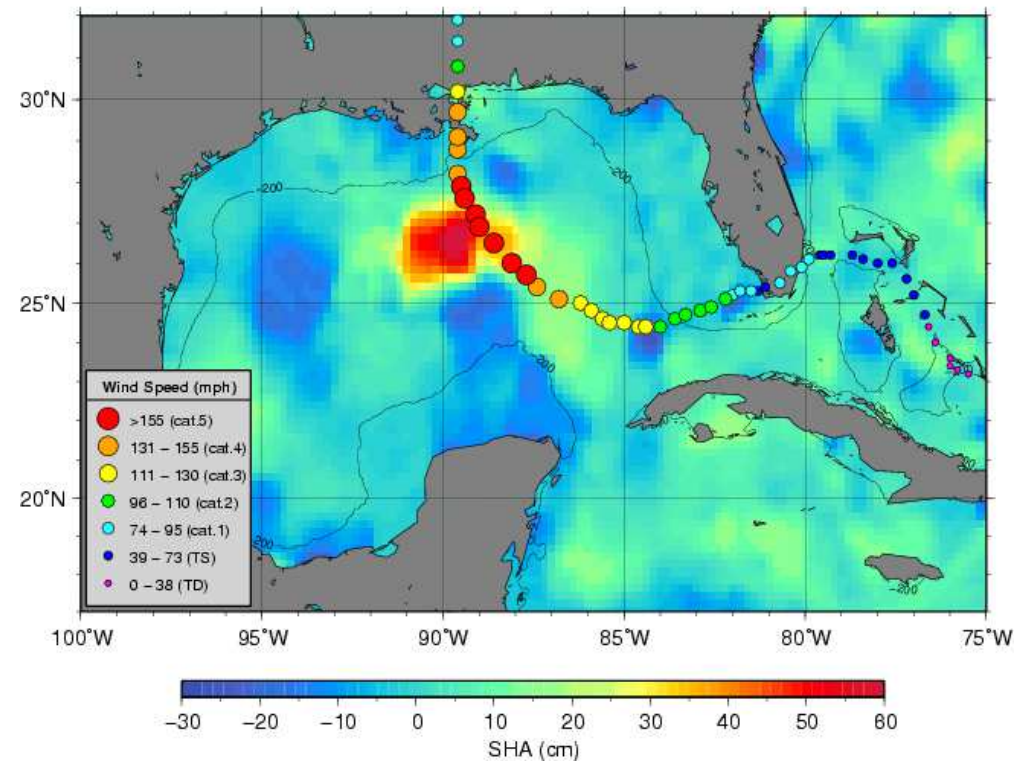 30°N
25°N
20°N
-200
-200
-200
-200
-200
-200
Wind Speed (mph)
>155 (cat.5)
131 – 155 (cat.4)
111 – 130 (cat.3)
96 – 110 (cat.2)
74 – 95 (cat.1)
39 – 73 (TS)
0 – 38 (TD)
100°W 95°W 90°W 85°W 80°W 75°W
−30 −20 −10 0 10 20 30 40 50 60
SHA (cm)